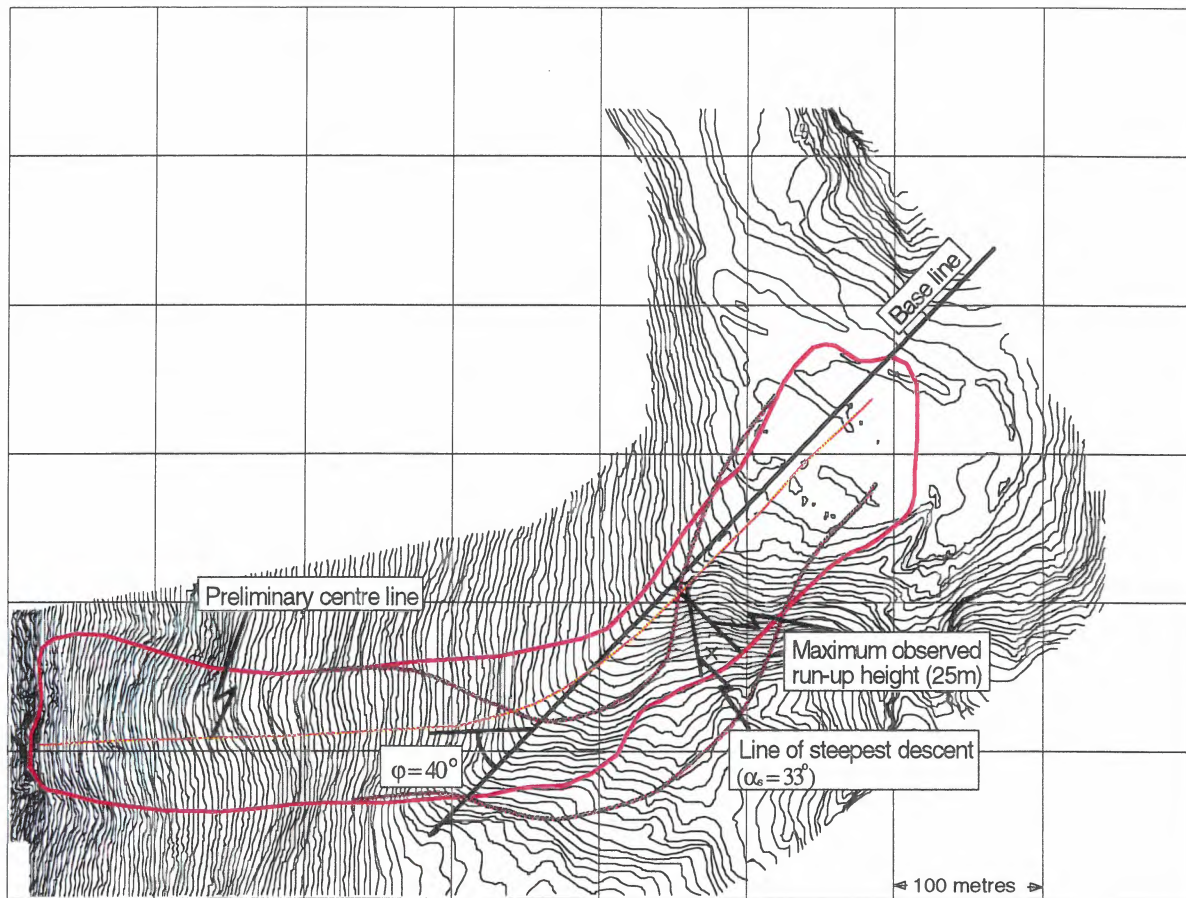 Base line
Preliminary centre line
Maximum observed
run-up height (25m)
φ=40°
Line of steepest descent
(αₛ=33°)
100 metres